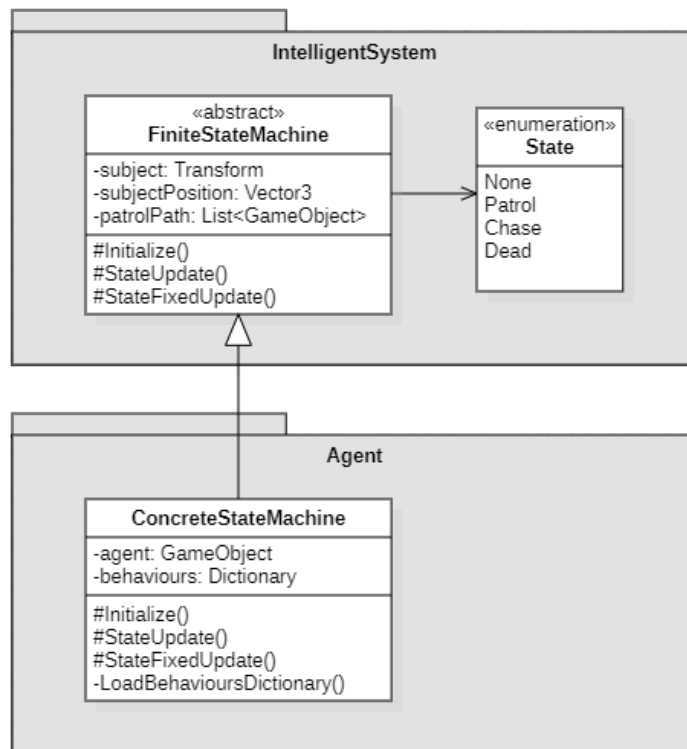 IntelligentSystem
«abstract»
FiniteStateMachine
-subject: Transform
-subjectPosition: Vector3
-patrolPath: List<GameObject>
#Initialize()
#StateUpdate()
#StateFixedUpdate()
«enumeration»
State
None
Patrol
Chase
Dead
Agent
ConcreteStateMachine
-agent: GameObject
-behaviours: Dictionary
#Initialize()
#StateUpdate()
#StateFixedUpdate()
-LoadBehavioursDictionary()